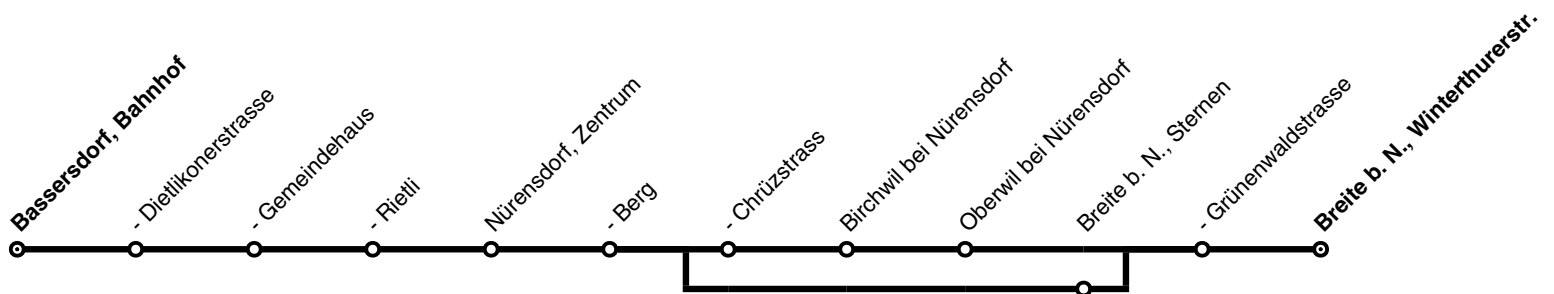 Bassersdorf, Bahnhof
- Dietlikonerstrasse
- Gemeindehaus
- Rietli
Nürensdorf, Zentrum
- Berg
- Chrüzstrass
Birchwil bei Nürensdorf
Oberwil bei Nürensdorf
Breite b. N., Sternen
- Grünenwaldstrasse
Breite b. N., Winterthurerstr.